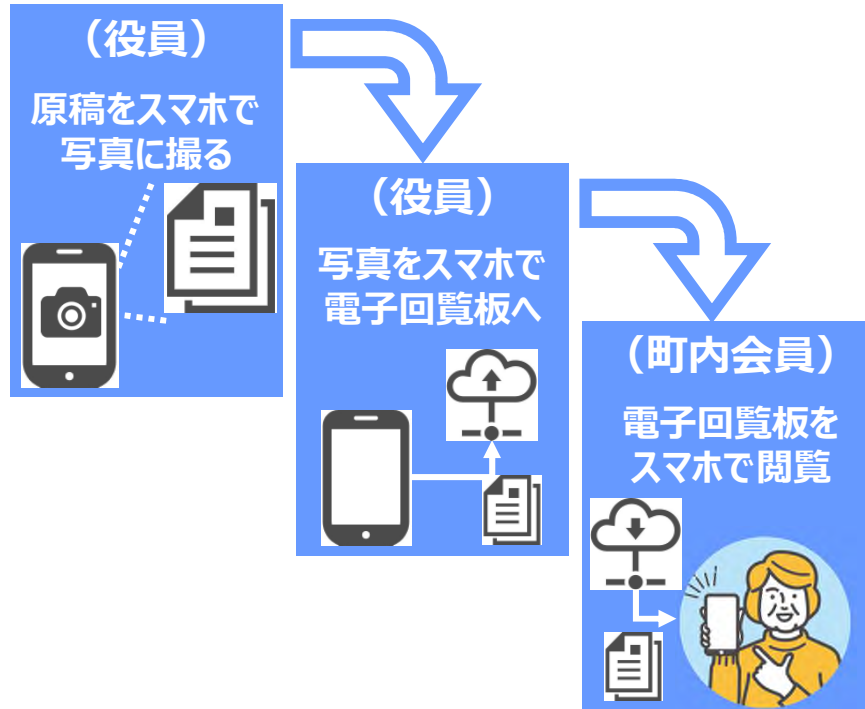 （役員）
原稿をスマホで
写真に撮る
（役員）
写真をスマホで
電子回覧板へ
（町内会員）
電子回覧板を
スマホで閲覧